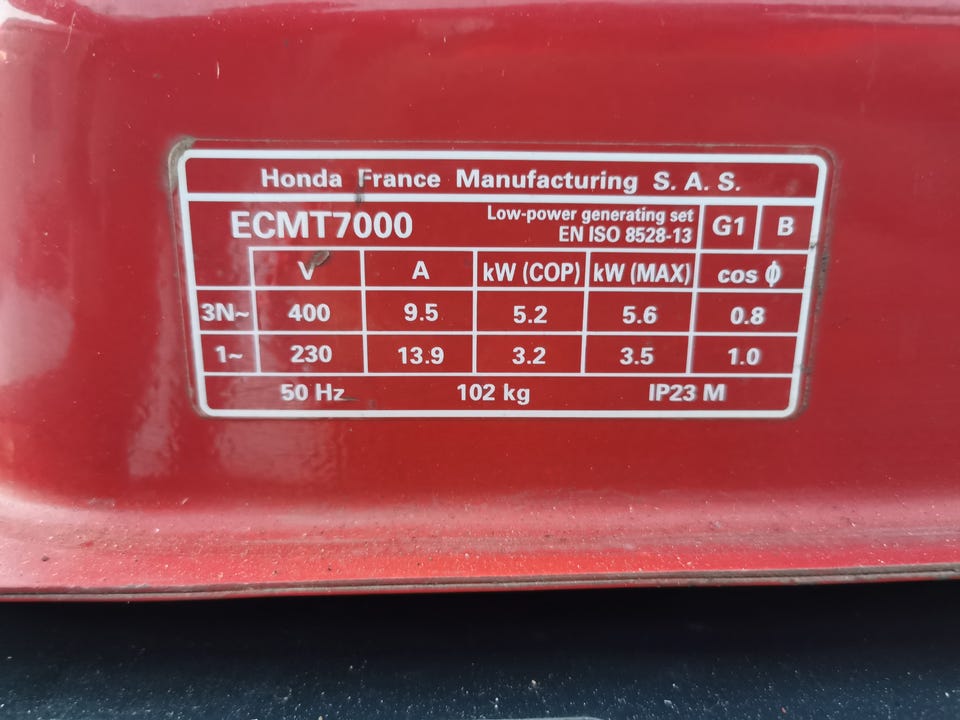 Honda France Manufacturing S. A. S.
ECMT7000 Low-power generating set G1 B
EN ISO 8528-13
V A kW (COP) kW (MAX) cos ϕ
3N~ 400 9.5 5.2 5.6 0.8
1~ 230 13.9 3.2 3.5 1.0
50 Hz 102 kg IP23 M